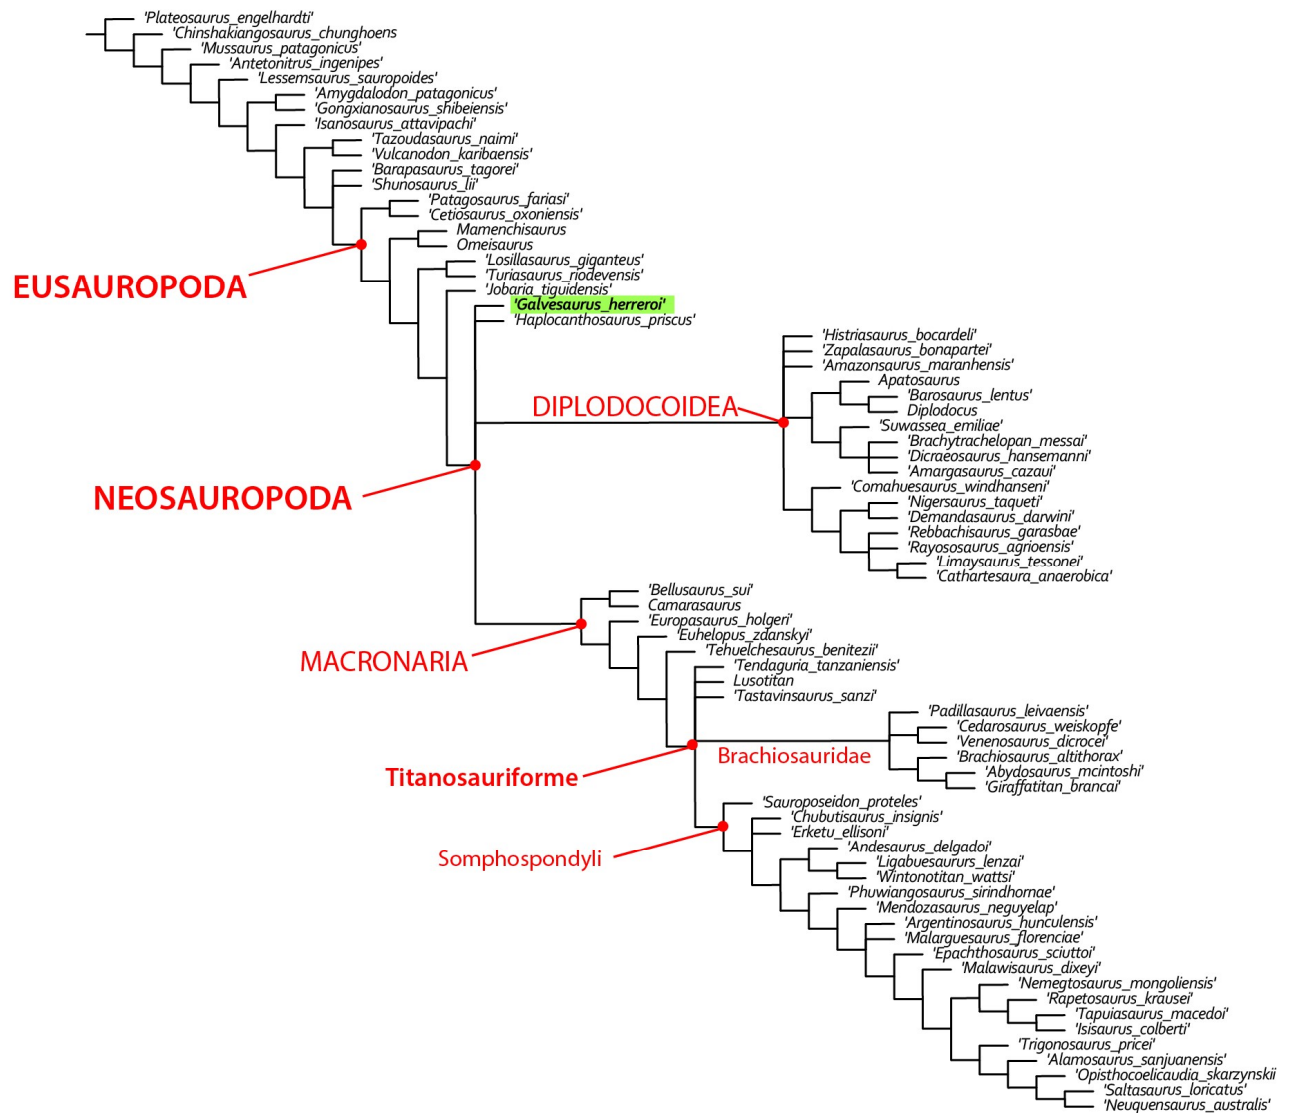 'Plateosaurus_engelhardti'
'Chinshakiangosaurus_chunghoens
'Mussaurus_patagonicus'
'Antetonitrus_ingenipes'
'Lessemsaurus_sauropoides'
'Amygdalodon_patagonicus'
'Gongxianosaurus_shibeiensis'
'Isanosaurus_attavipachi'
'Tazoudasaurus_naimi'
'Vulcanodon_karibaensis'
'Barapasaurus_tagorei'
'Shunosaurus_lii'
'Patagosaurus_fariasi'
'Cetiosaurus_oxoniensis'
Mamenchisaurus
Omeisaurus
'Losillasaurus_giganteus'
'Turiasaurus_riodevensis'
EUSAUROPODA
'Jobaria_tiguidensis'
'Galvesaurus_herreroi'
'Haplocanthosaurus_priscus'
'Histriasaurus_bocardeli'
'Zapalasaurus_bonapartei'
'Amazonsaurus_maranhensis'
Apatosaurus
'Barosaurus_lentus'
DIPLODOCOIDEA
Diplodocus
'Suwassea_emiliae'
'Brachytrachelopan_messai'
'Dicraeosaurus_hansemanni'
'Amargasaurus_cazaui'
'Comahuesaurus_windhanseni'
NEOSAUROPODA
'Nigersaurus_taqueti'
'Demandasaurus_darwini'
'Rebbachisaurus_garasbae'
'Rayososaurus_agrioensis'
'Limaysaurus_tessonei'
'Cathartesaura_anaerobica'
'Bellusaurus_sui'
Camarasaurus
'Europasaurus_holgeri'
'Euhelopus_zdanskyi'
'Tehuelchesaurus_benitezii'
MACRONARIA
'Tendaguria_tanzaniensis'
Lusotitan
'Tastavinsaurus_sanzi'
'Padillasaurus_leivaensis'
'Cedarosaurus_weiskopfe'
'Venenosaurus_dicrocei'
Brachiosauridae
'Brachiosaurus_altithorax'
'Abydosaurus_mcintoshi'
Titanosauriforme
'Giraffatitan_brancai'
'Sauroposeidon_proteles'
'Chubutisaurus_insignis'
'Erketu_ellisoni'
'Andesaurus_delgadoi'
Somphospondyli
'Ligabuesaururs_lenzai'
'Wintonotitan_wattsi'
'Phuwiangosaurus_sirindhornae'
'Mendozasaurus_neguyelap'
'Argentinosaurus_hunculensis'
'Malarguesaurus_florenciae'
'Epachthosaurus_sciuttoi'
'Malawisaurus_dixeyi'
'Nemegtosaurus_mongoliensis'
'Rapetosaurus_krausei'
'Tapuiasaurus_macedoi'
'Isisaurus_colberti'
'Trigonosaurus_pricei'
'Alamosaurus_sanjuanensis'
'Opisthocoelicaudia_skarzynskii
'Saltasaurus_loricatus'
'Neuquensaurus_australis'